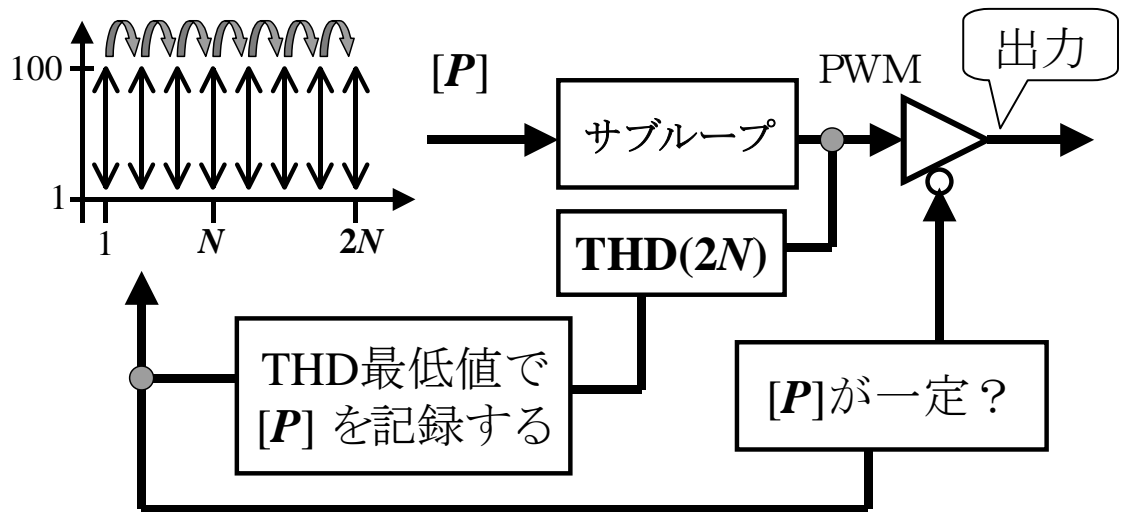 100
1
1
N
2N
[P]
サブループ
PWM
出力
THD(2N)
THD最低値で
[P] を記録する
[P]が一定？